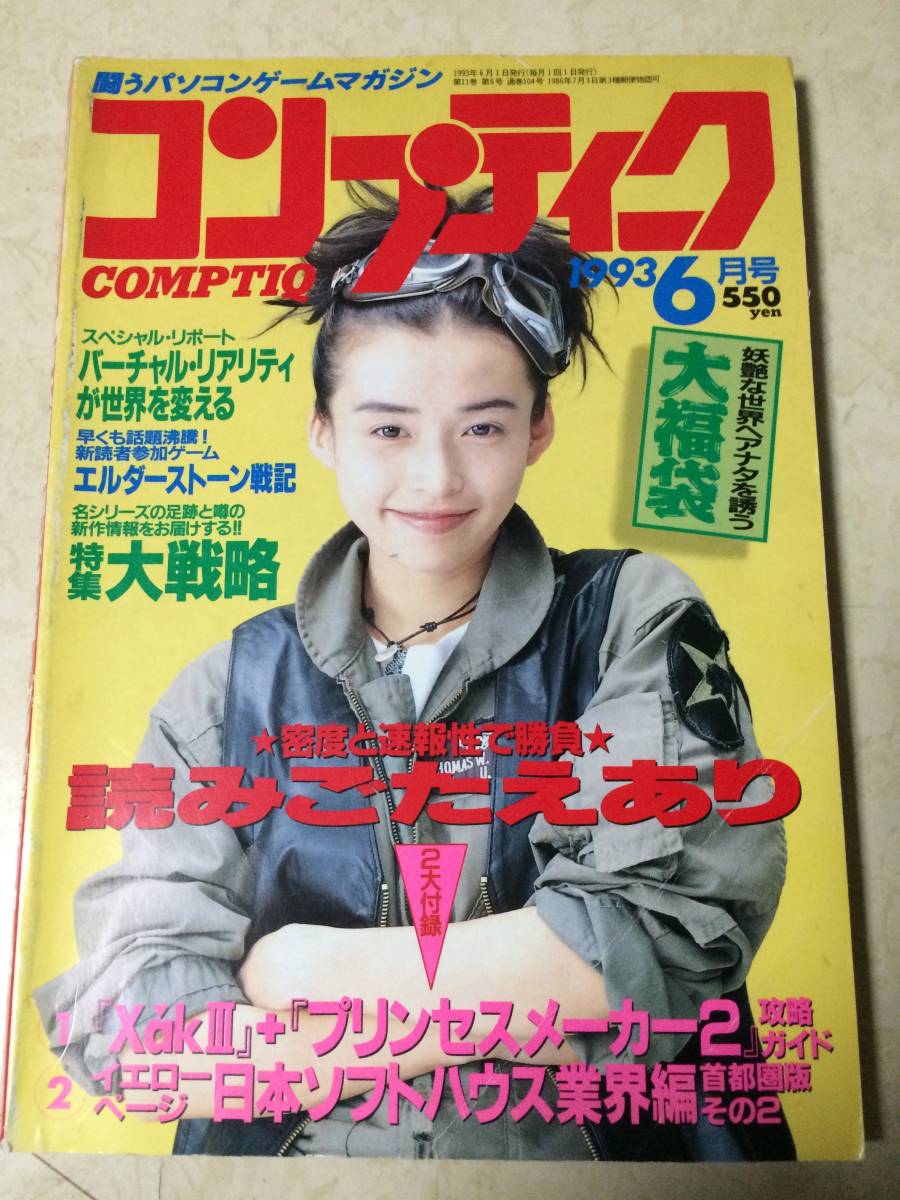 闘うパソコンゲームマガジン
1993年6月1日発行(毎月1回1日発行)
第11巻 第6号 通巻104号 1986年7月3日第3種郵便物認可
コンプティーク
COMPTIQ
1993 6月号
550
yen
スペシャル・リポート
バーチャル・リアリティ
が世界を変える
早くも話題沸騰!
新読者参加ゲーム
エルダーストーン戦記
名シリーズの足跡と噂の
新作情報をお届けする!!
特集 大戦略
妖艶な世界へアナタを誘う
大福袋
★密度と速報性で勝負★
HOMAS W.
U.
読みごたえあり
2大付録
1 『XákⅢ』+『プリンセスメーカー2』攻略ガイド
2 イエローページ 日本ソフトハウス業界編 首都圏版その2